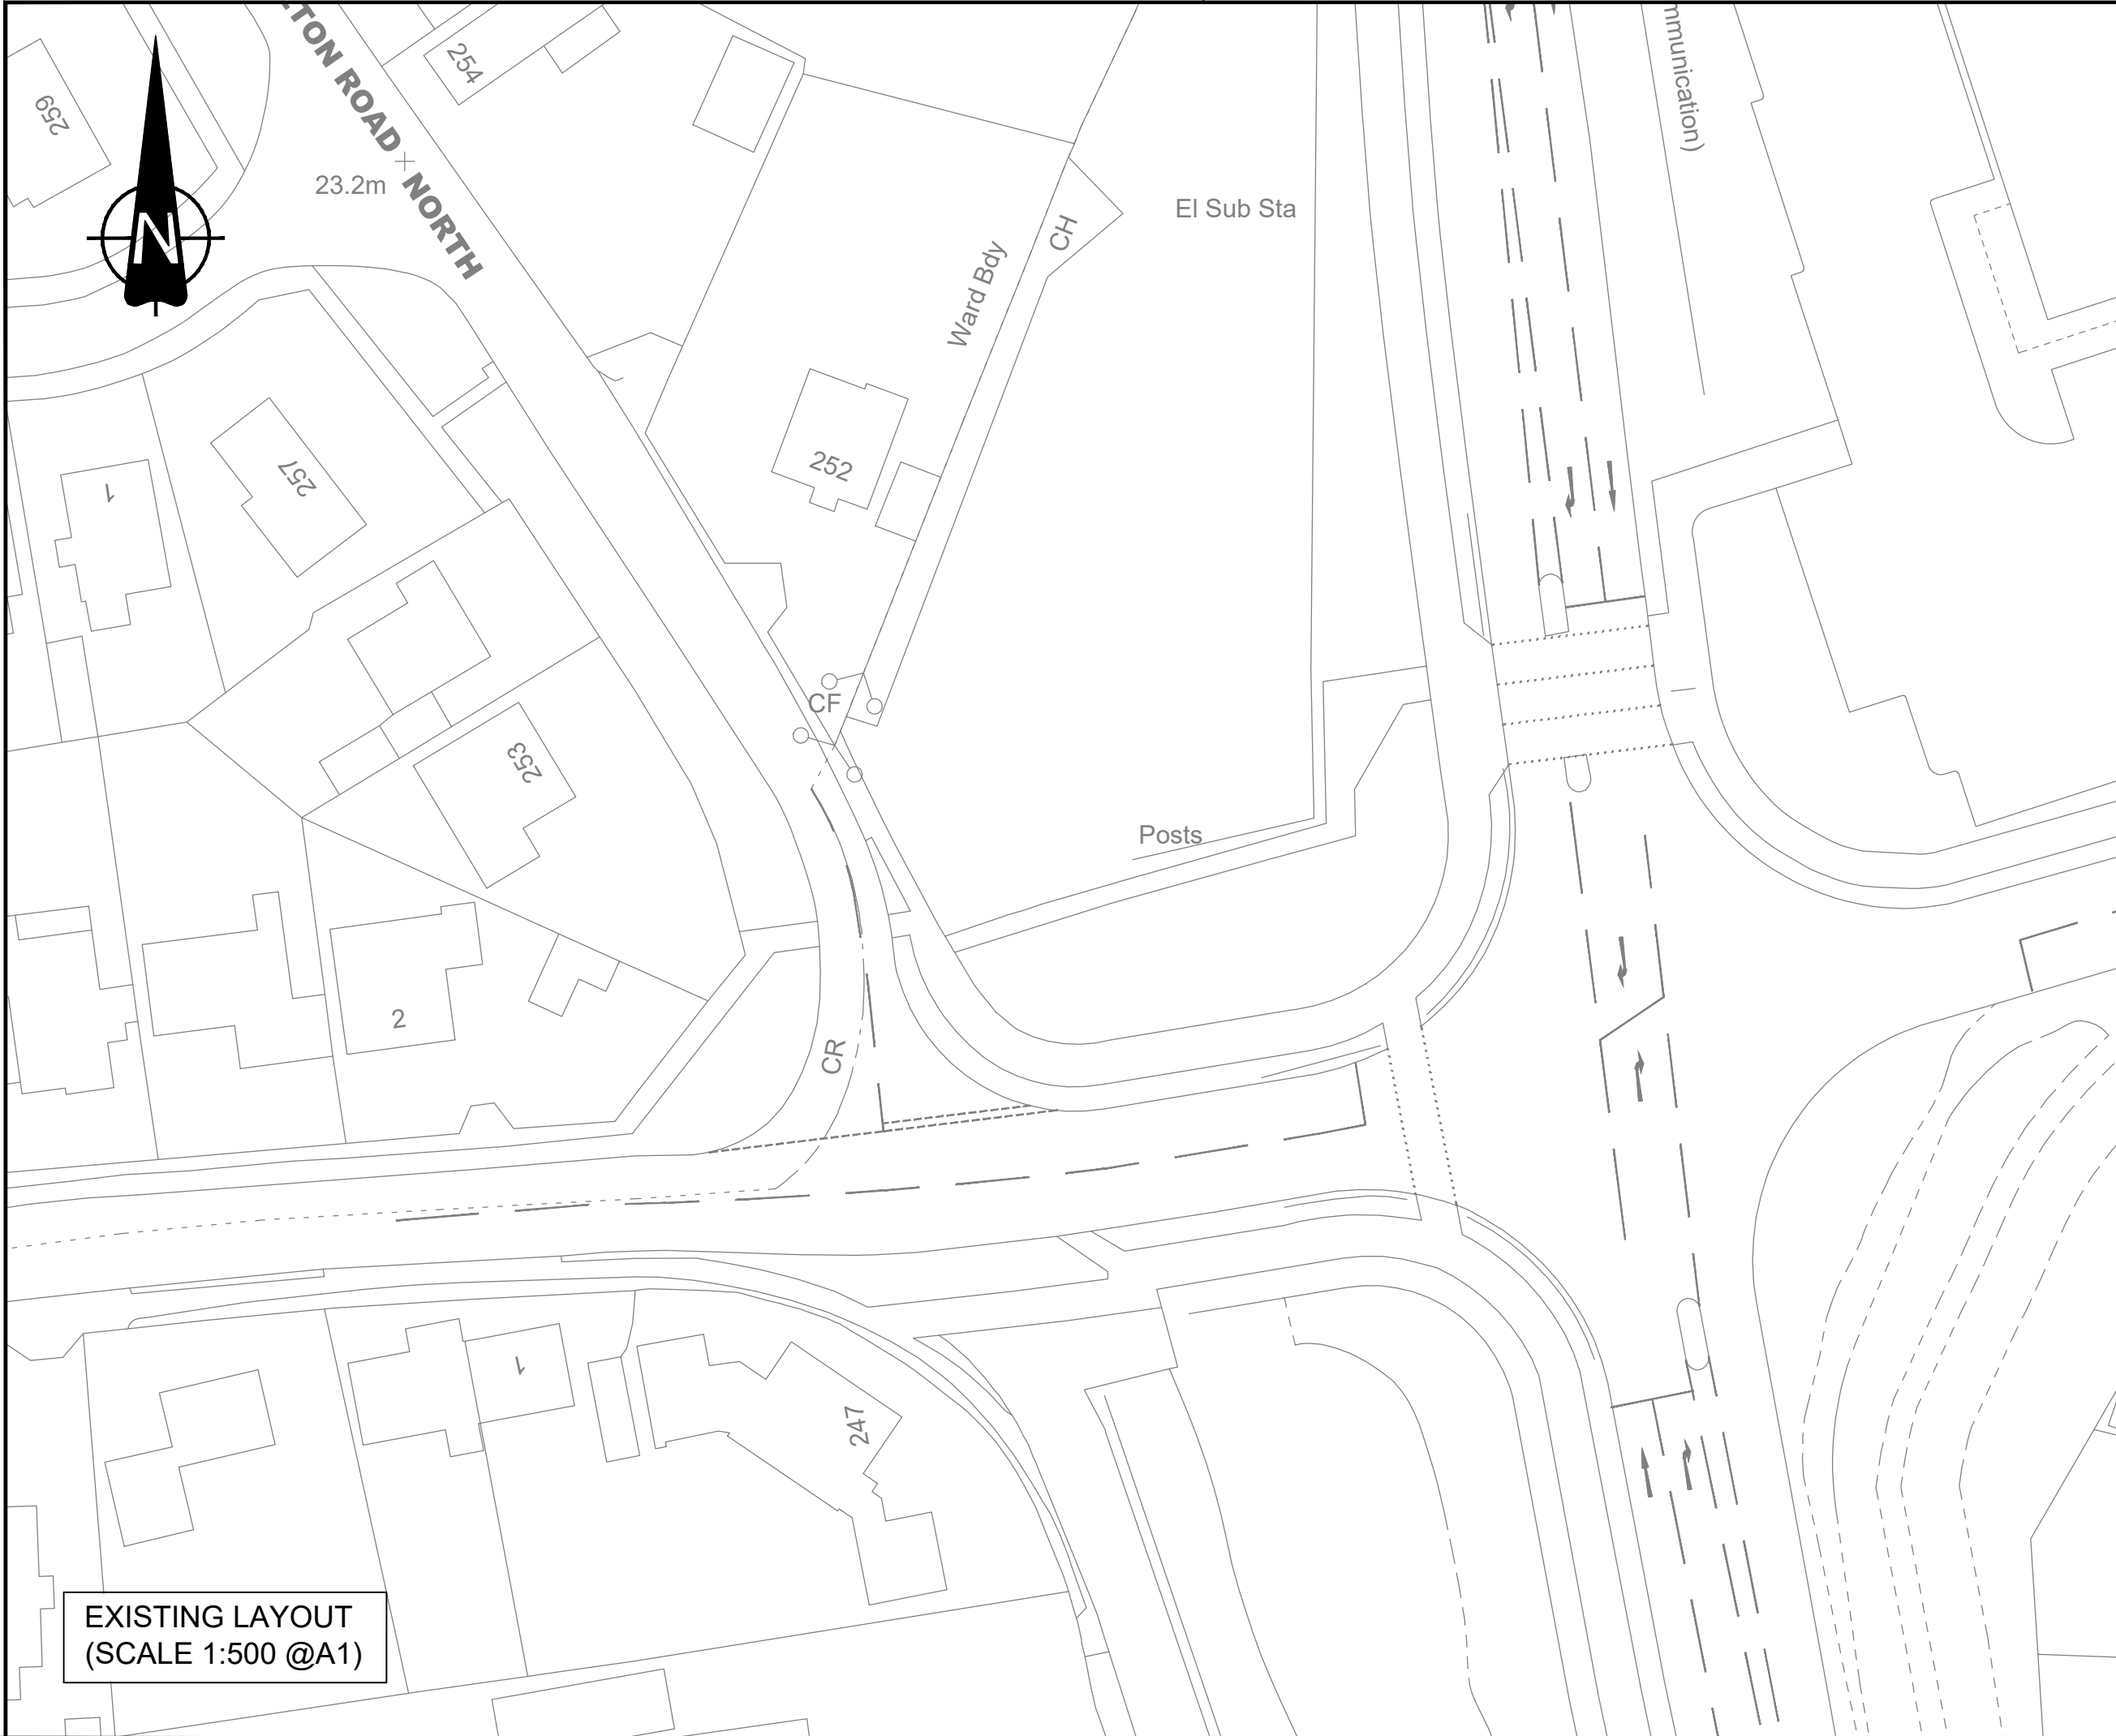 254
259
TON ROAD
NORTH
23.2m
N
El Sub Sta
CH
Ward Bdy
mmunication)
252
257
1
CF
253
Posts
2
CR
1
247
EXISTING LAYOUT
(SCALE 1:500 @A1)